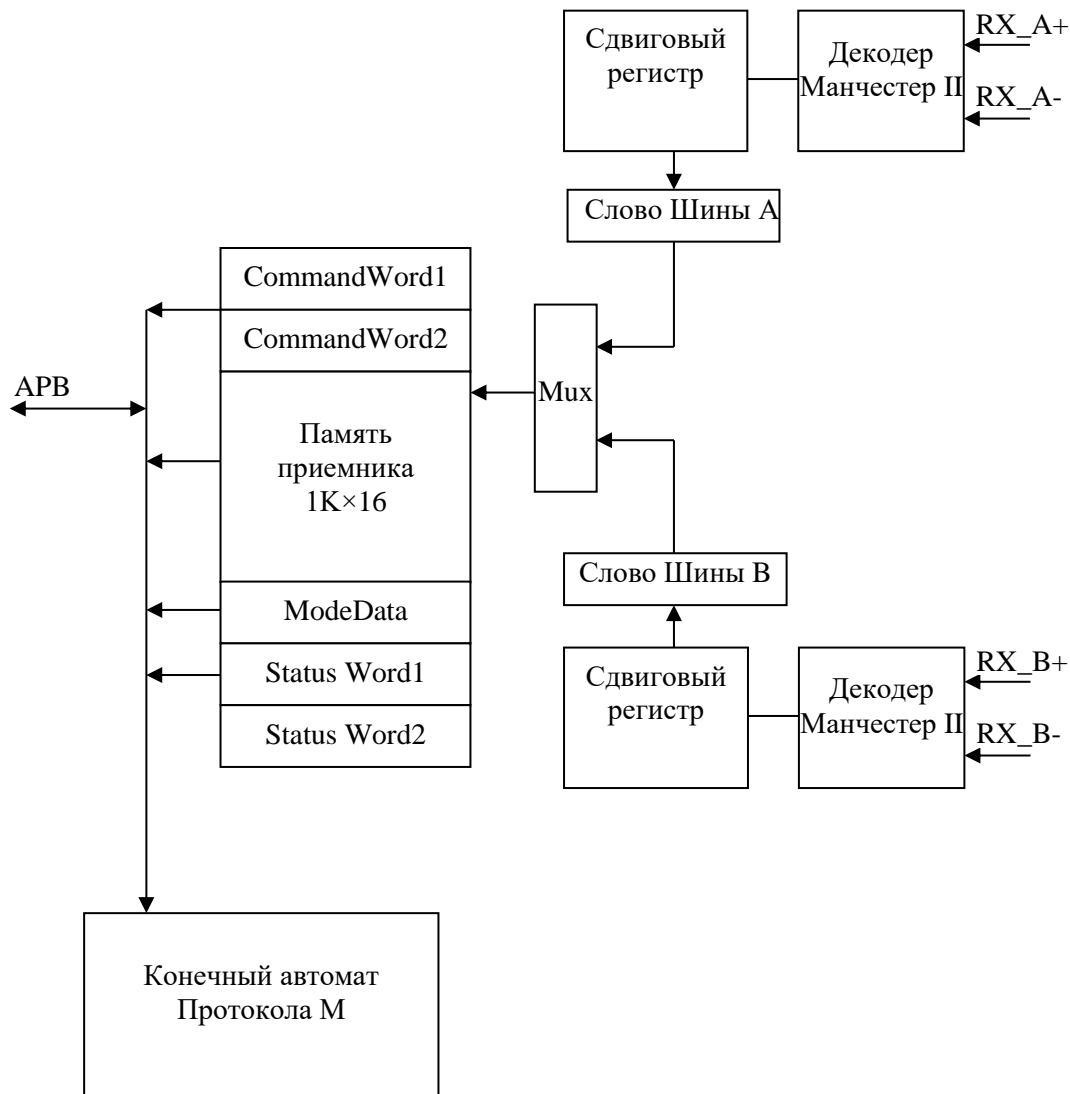 Сдвиговый
регистр
Декодер
Манчестер II
RX_A+
RX_A-
Слово Шины А
CommandWord1
CommandWord2
APB
Память
приемника
1K×16
Mux
ModeData
Status Word1
Status Word2
Слово Шины В
Сдвиговый
регистр
Декодер
Манчестер II
RX_B+
RX_B-
Конечный автомат
Протокола М